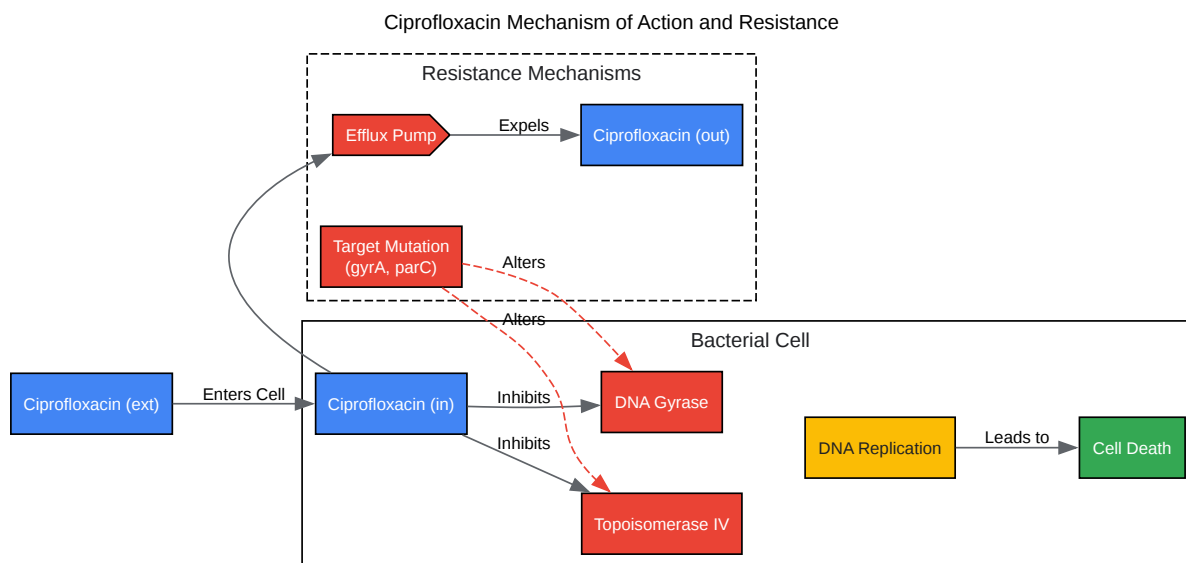 Ciprofloxacin Mechanism of Action and Resistance
Resistance Mechanisms
Efflux Pump
Expels
Ciprofloxacin (out)
Target Mutation
(gyrA, parC)
Alters
Alters
Bacterial Cell
Ciprofloxacin (ext)
Enters Cell
Ciprofloxacin (in)
Inhibits
DNA Gyrase
Inhibits
DNA Replication
Leads to
Cell Death
Topoisomerase IV